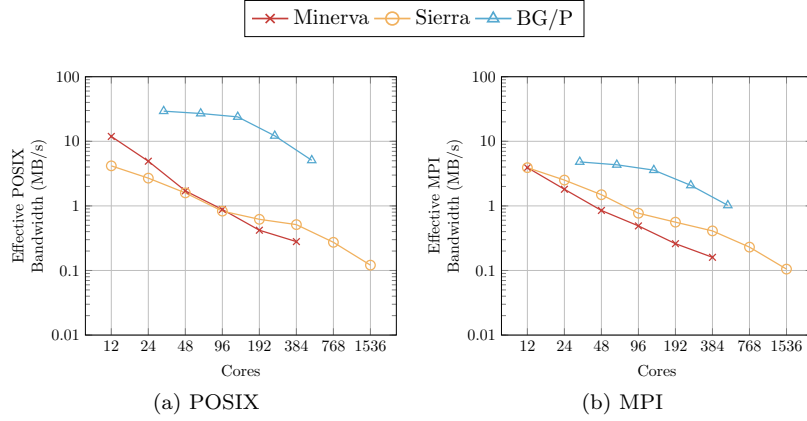 Minerva Sierra BG/P
Effective POSIX
Bandwidth (MB/s)
100
10
1
0.1
0.01
12 24 48 96 192 384 768 1536
Cores
(a) POSIX
Effective MPI
Bandwidth (MB/s)
100
10
1
0.1
0.01
12 24 48 96 192 384 768 1536
Cores
(b) MPI